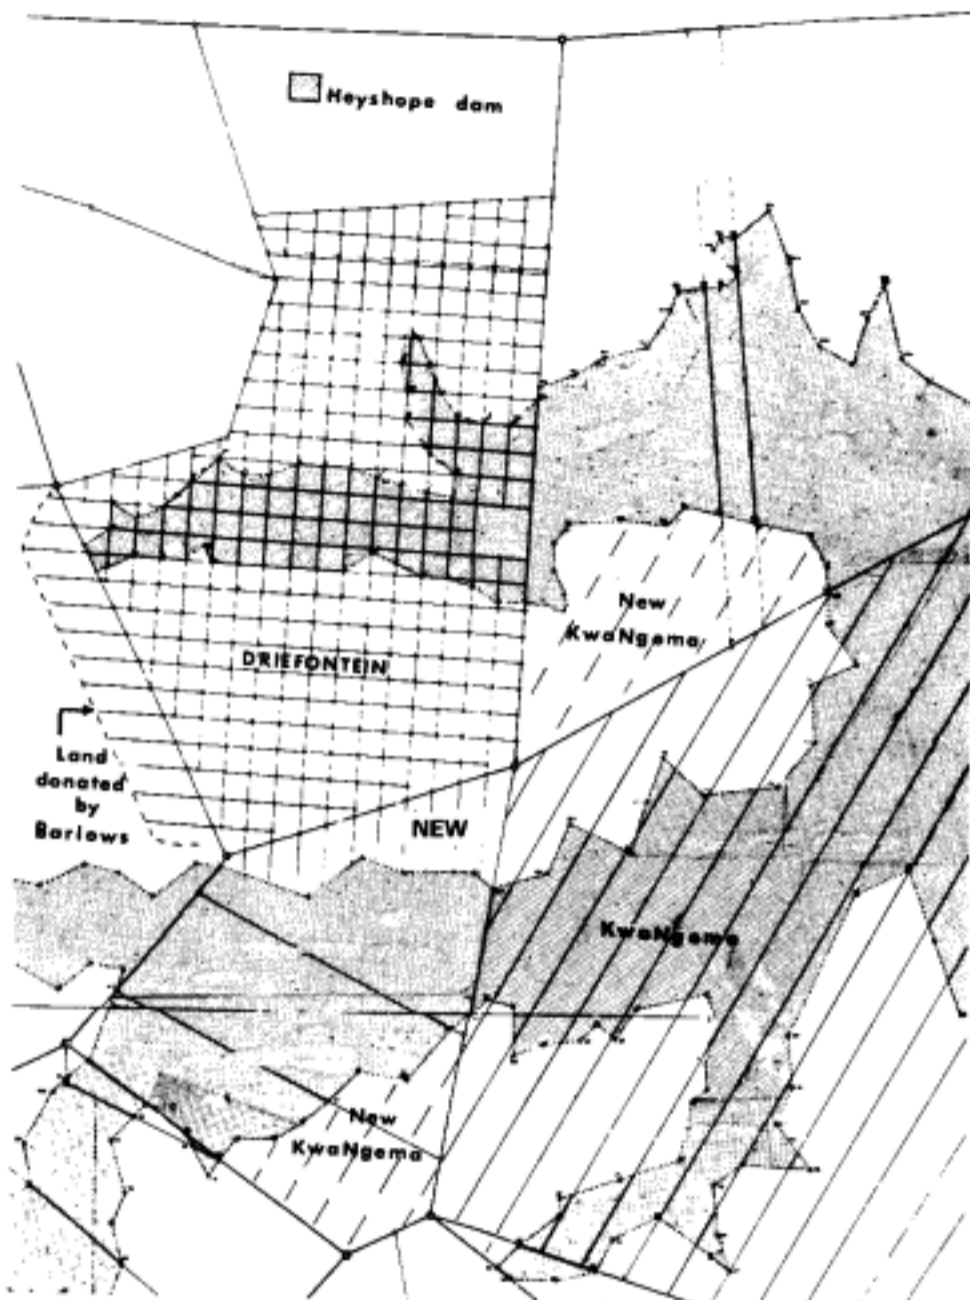 Heyshope dam
New
KwaNgema
DRIEFONTEIN
Land
donated
by
Barlows
NEW
KwaNgema
New
KwaNgema